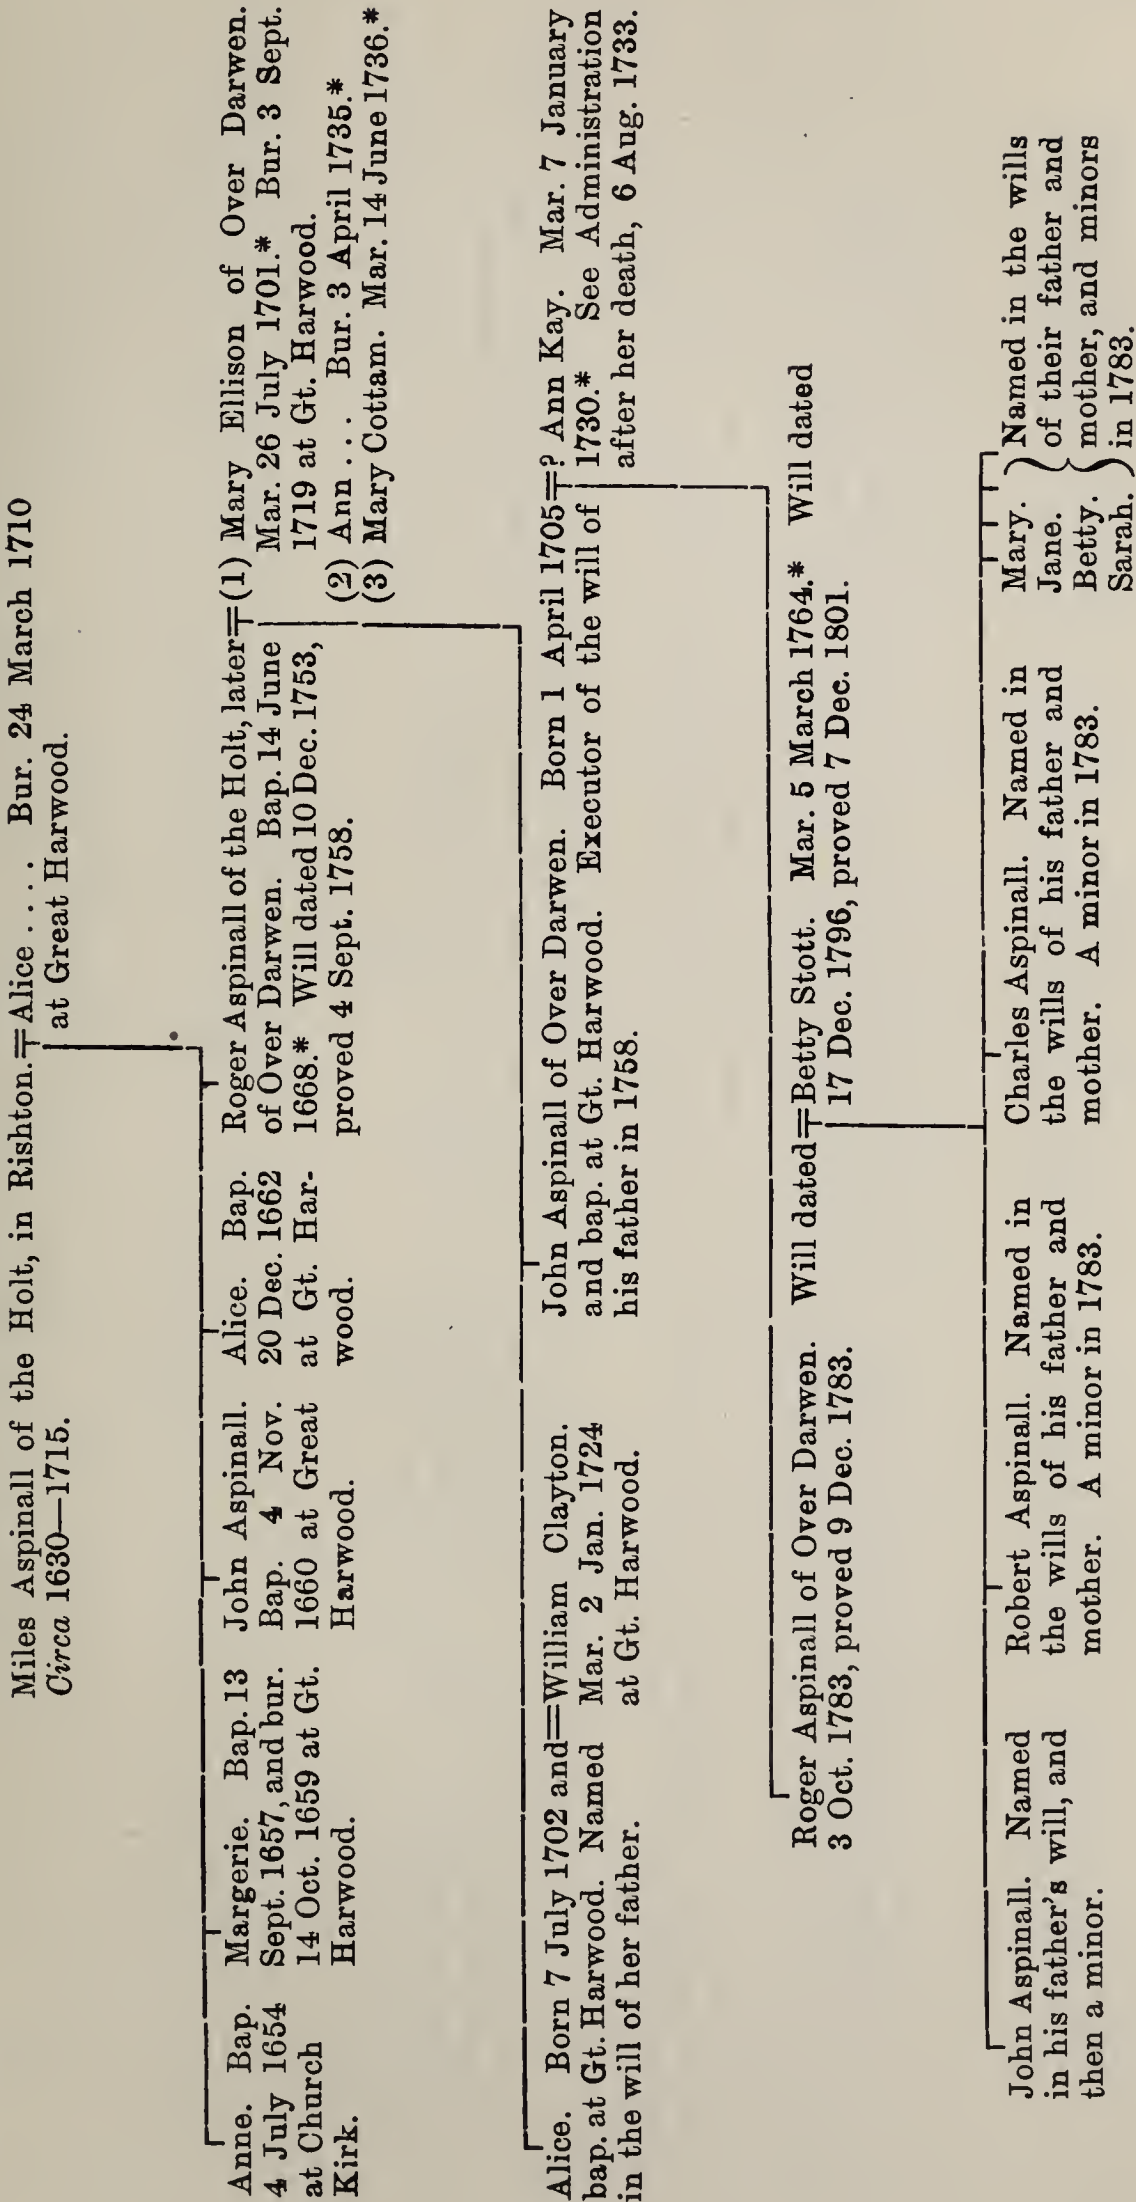 Miles Aspinall of the Holt, in Rishton.=Alice .... Bur. 24 March 1710
Circa 1630—1715.
at Great Harwood.
Anne. Bap.
4 July 1654
at Church
Kirk.
Margerie. Bap. 13
Sept. 1657, and bur.
14 Oct. 1659 at Gt.
Harwood.
John Aspinall.
Bap. 4 Nov.
1660 at Great
Harwood.
Alice. Bap.
20 Dec. 1662
at Gt. Har-
wood.
Roger Aspinall of the Holt, later=(1) Mary Ellison of Over Darwen.
of Over Darwen. Bap. 14 June
1668.* Will dated 10 Dec. 1753,
proved 4 Sept. 1758.
Mar. 26 July 1701.* Bur. 3 Sept.
1719 at Gt. Harwood.
(2) Ann ... Bur. 3 April 1735.*
(3) Mary Cottam. Mar. 14 June 1736.*
Alice. Born 7 July 1702 and=William Clayton.
bap. at Gt. Harwood. Named
in the will of her father.
Mar. 2 Jan. 1724
at Gt. Harwood.
John Aspinall of Over Darwen. Born 1 April 1705=? Ann Kay. Mar. 7 January
and bap. at Gt. Harwood. Executor of the will of
his father in 1758.
1730.* See Administration
after her death, 6 Aug. 1733.
Roger Aspinall of Over Darwen. Will dated=Betty Stott. Mar. 5 March 1764.* Will dated
3 Oct. 1783, proved 9 Dec. 1783.
17 Dec. 1796, proved 7 Dec. 1801.
John Aspinall. Named
in his father's will, and
then a minor.
Robert Aspinall. Named in
the wills of his father and
mother. A minor in 1783.
Charles Aspinall. Named in
the wills of his father and
mother. A minor in 1783.
Mary.
Jane.
Betty.
Sarah.
Named in the wills
of their father and
mother, and minors
in 1783.